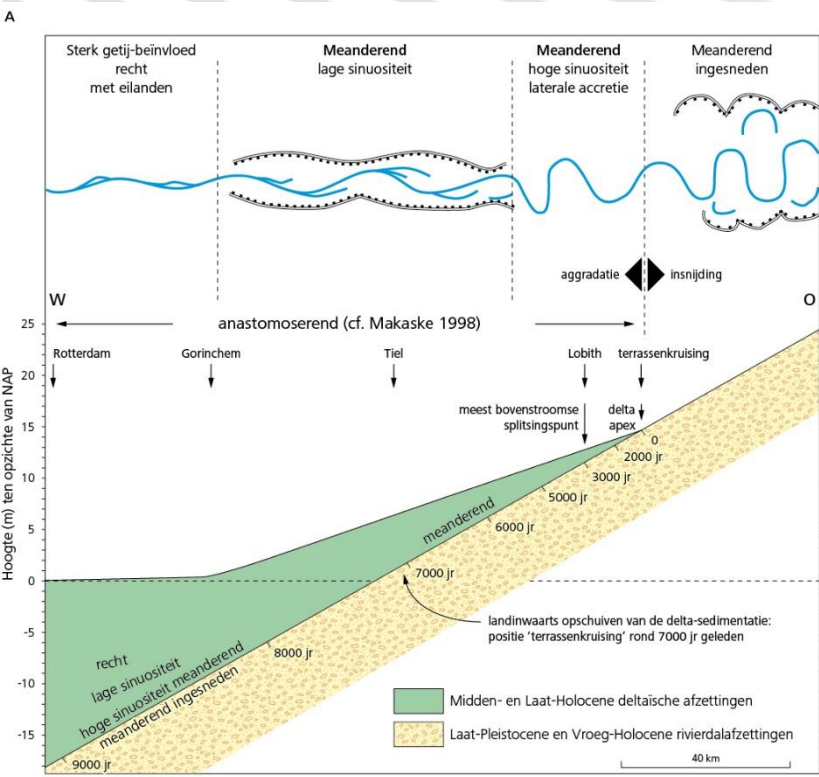 A
Sterk getij-beïnvloed
recht
met eilanden
Meanderend
lage sinuositeit
Meanderend
hoge sinuositeit
laterale accretie
Meanderend
ingesneden
aggradatie
insnijding
W
O
anastomoserend (cf. Makaske 1998)
Rotterdam
Gorinchem
Tiel
Lobith
terrassenkruising
meest bovenstroomse
splitsingspunt
delta
apex
Hoogte (m) ten opzichte van NAP
25
20
15
10
5
0
-5
-10
-15
0
2000 jr
3000 jr
5000 jr
6000 jr
7000 jr
8000 jr
9000 jr
meanderend
recht
lage sinuositeit
hoge sinuositeit meanderend
meanderend ingesneden
landinwaarts opschuiven van de delta-sedimentatie:
positie 'terrassenkruising' rond 7000 jr geleden
Midden- en Laat-Holocene deltaïsche afzettingen
Laat-Pleistocene en Vroeg-Holocene rivierdalafzettingen
40 km